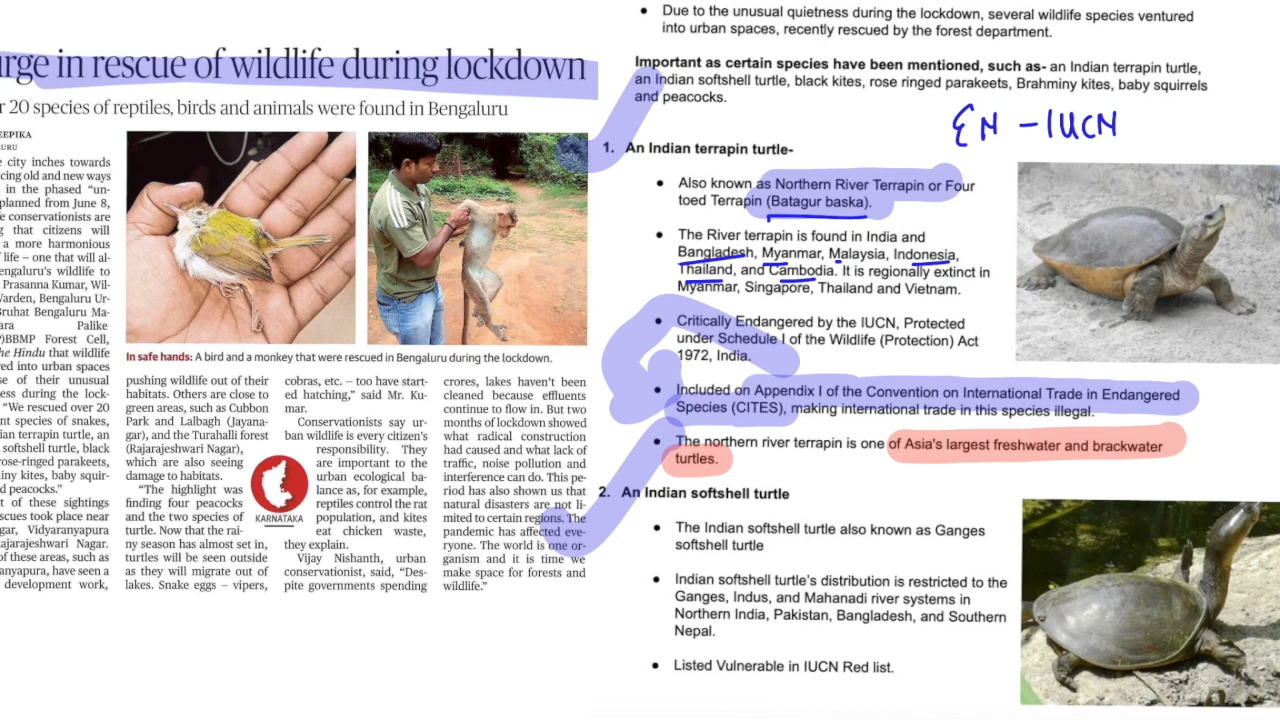 urge in rescue of wildlife during lockdown
r 20 species of reptiles, birds and animals were found in Bengaluru
EEPIKA
URU
e city inches towards
cing old and new ways
in the phased “un-
planned from June 8,
e conservationists are
g that citizens will
a more harmonious
life – one that will al-
engaluru's wildlife to
Prasanna Kumar, Wil-
Warden, Bengaluru Ur-
Bruhat Bengaluru Ma-
ara Palike
P)BBMP Forest Cell,
he Hindu that wildlife
red into urban spaces
se of their unusual
ess during the lock-
“We rescued over 20
nt species of snakes,
ian terrapin turtle, an
softshell turtle, black
rose-ringed parakeets,
iny kites, baby squir-
d peacocks.”
t of these sightings
scues took place near
gar, Vidyaranyapura
ajarajeshwari Nagar.
of these areas, such as
anyapura, have seen a
development work,
In safe hands: A bird and a monkey that were rescued in Bengaluru during the lockdown.
pushing wildlife out of their
habitats. Others are close to
green areas, such as Cubbon
Park and Lalbagh (Jayana-
gar), and the Turahalli forest
(Rajarajeshwari Nagar),
which are also seeing
damage to habitats.
“The highlight was
finding four peacocks
and the two species of
turtle. Now that the rai-
ny season has almost set in,
turtles will be seen outside
as they will migrate out of
lakes. Snake eggs – vipers,
KARNATAKA
cobras, etc. – too have start-
ed hatching,” said Mr. Ku-
mar.
Conservationists say ur-
ban wildlife is every citizen's
responsibility. They
are important to the
urban ecological ba-
lance as, for example,
reptiles control the rat
population, and kites
eat chicken waste,
they explain.
Vijay Nishanth, urban
conservationist, said, “Des-
pite governments spending
crores, lakes haven't been
cleaned because effluents
continue to flow in. But two
months of lockdown showed
what radical construction
had caused and what lack of
traffic, noise pollution and
interference can do. This pe-
riod has also shown us that
natural disasters are not li-
mited to certain regions. The
pandemic has affected eve-
ryone. The world is one or-
ganism and it is time we
make space for forests and
wildlife.”
• Due to the unusual quietness during the lockdown, several wildlife species ventured
into urban spaces, recently rescued by the forest department.
Important as certain species have been mentioned, such as- an Indian terrapin turtle,
an Indian softshell turtle, black kites, rose ringed parakeets, Brahminy kites, baby squirrels
and peacocks.
EN - IUCN
1. An Indian terrapin turtle-
• Also known as Northern River Terrapin or Four
toed Terrapin (Batagur baska).
• The River terrapin is found in India and
Bangladesh, Myanmar, Malaysia, Indonesia,
Thailand, and Cambodia. It is regionally extinct in
Myanmar, Singapore, Thailand and Vietnam.
• Critically Endangered by the IUCN, Protected
under Schedule I of the Wildlife (Protection) Act
1972, India.
• Included on Appendix I of the Convention on International Trade in Endangered
Species (CITES), making international trade in this species illegal.
• The northern river terrapin is one of Asia's largest freshwater and brackwater
turtles.
2. An Indian softshell turtle
• The Indian softshell turtle also known as Ganges
softshell turtle
• Indian softshell turtle's distribution is restricted to the
Ganges, Indus, and Mahanadi river systems in
Northern India, Pakistan, Bangladesh, and Southern
Nepal.
• Listed Vulnerable in IUCN Red list.